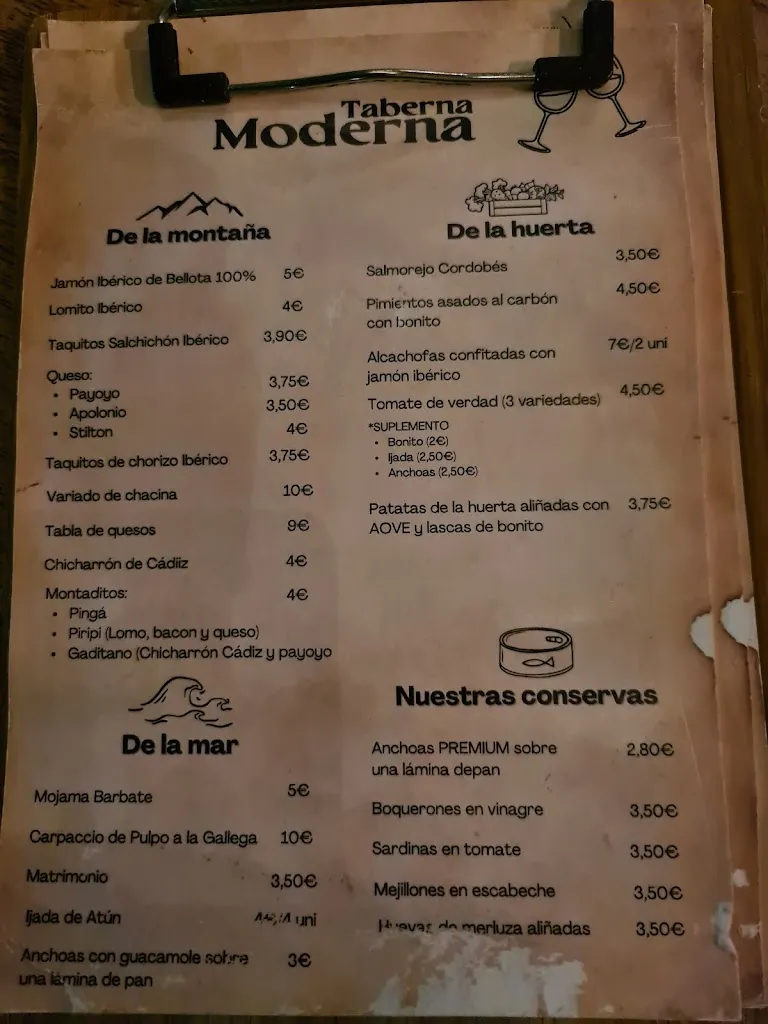 Taberna
Moderna
De la montaña
Jamón Ibérico de Bellota 100% 5€
Lomito Ibérico 4€
Taquitos Salchichón Ibérico 3,90€
Queso:
• Payoyo 3,75€
• Apolonio 3,50€
• Stilton 4€
Taquitos de chorizo Ibérico 3,75€
Variado de chacina 10€
Tabla de quesos 9€
Chicharrón de Cádiiz 4€
Montaditos: 4€
• Pingá
• Piripi (Lomo, bacon y queso)
• Gaditano (Chicharrón Cádiz y payoyo
De la mar
Mojama Barbate 5€
Carpaccio de Pulpo a la Gallega 10€
Matrimonio 3,50€
Ijada de Atún uni
Anchoas con guacamole sobre 3€
una lámina de pan
De la huerta
Salmorejo Cordobés 3,50€
Pimientos asados al carbón 4,50€
con bonito
Alcachofas confitadas con 7€/2 uni
jamón ibérico
Tomate de verdad (3 variedades) 4,50€
*SUPLEMENTO
• Bonito (2€)
• Ijada (2,50€)
• Anchoas (2,50€)
Patatas de la huerta aliñadas con 3,75€
AOVE y lascas de bonito
Nuestras conservas
Anchoas PREMIUM sobre 2,80€
una lámina depan
Boquerones en vinagre 3,50€
Sardinas en tomate 3,50€
Mejillones en escabeche 3,50€
Huevas de merluza aliñadas 3,50€